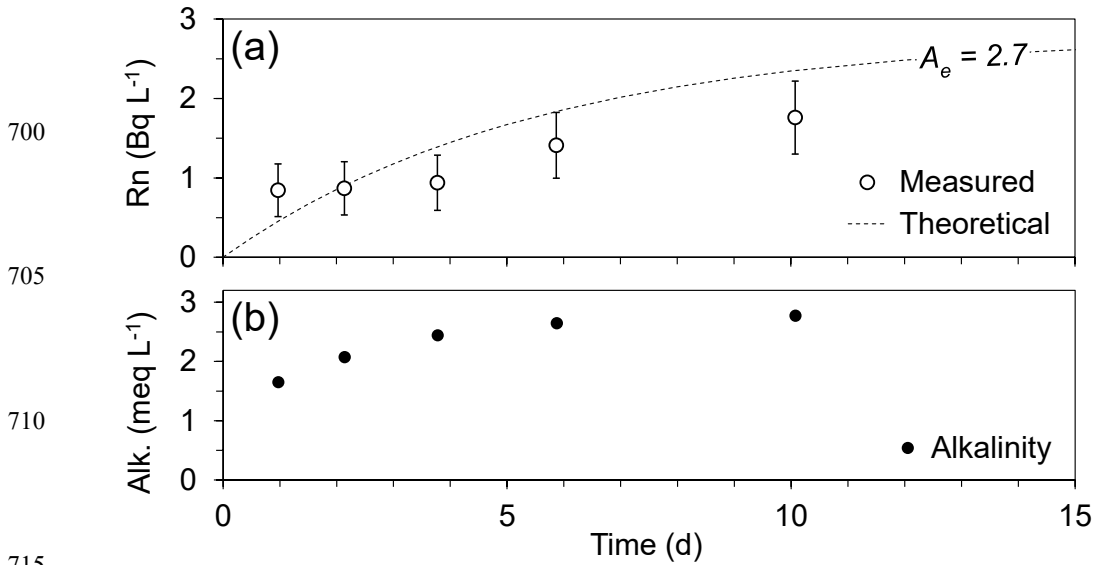 3
(a)
A_e = 2.7
2
700
Rn (Bq L⁻¹)
1
Measured
Theoretical
0
705
3
(b)
2
Alk. (meq L⁻¹)
710
1
Alkalinity
0
0 5 10 15
Time (d)
715